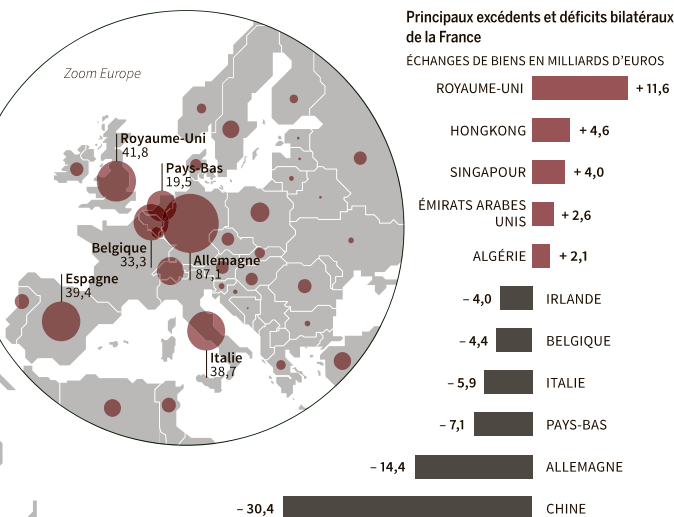 Zoom Europe
Royaume-Uni
41,8
Pays-Bas
19,5
Belgique
33,3
Allemagne
87,1
Espagne
39,4
Italie
38,7
Principaux excédents et déficits bilatéraux
de la France
ÉCHANGES DE BIENS EN MILLIARDS D'EUROS
ROYAUME-UNI + 11,6
HONGKONG + 4,6
SINGAPOUR + 4,0
ÉMIRATS ARABES
UNIS + 2,6
ALGÉRIE + 2,1
– 4,0 IRLANDE
– 4,4 BELGIQUE
– 5,9 ITALIE
– 7,1 PAYS-BAS
– 14,4 ALLEMAGNE
– 30,4 CHINE